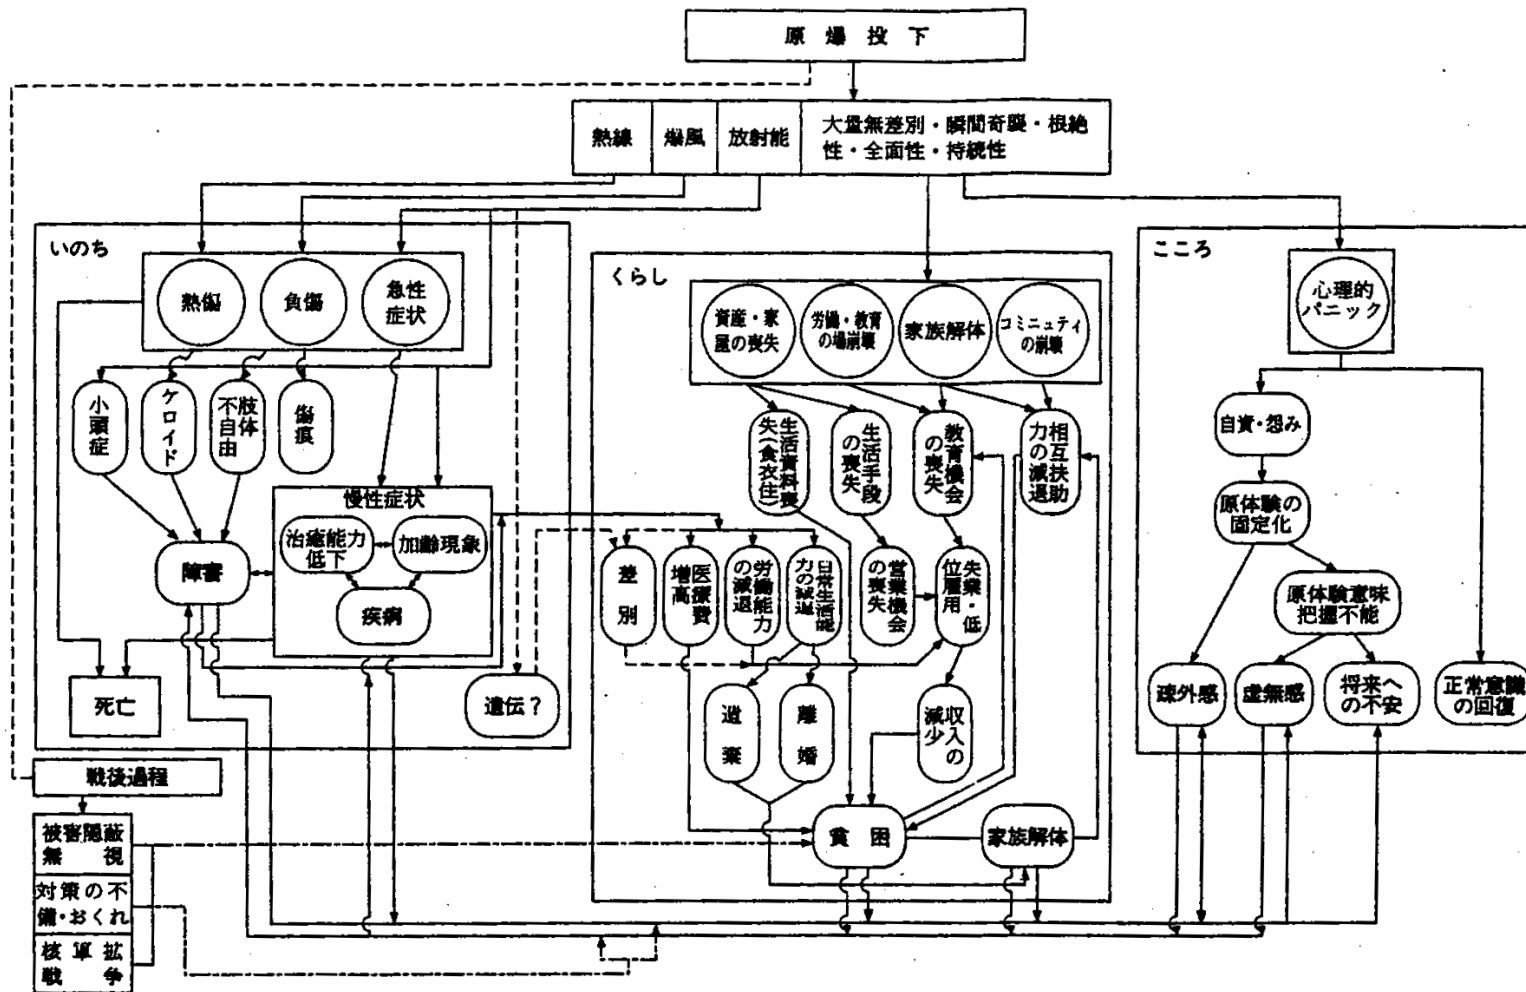 原爆投下
熱線
爆風
放射能
大量無差別・瞬間奇襲・根絶
性・全面性・持続性
いのち
熱傷
負傷
急性
症状
小頭症
ケロイド
肢体
不自由
傷痕
慢性症状
治癒能力
低下
加齢現象
疾病
障害
死亡
遺伝？
くらし
資産・家
屋の喪失
労働・教育
の場崩壊
家族解体
コミュニティ
の崩壊
生活資料喪
失(食衣住)
生活手段
の喪失
教育機会
の喪失
相互扶助
力の減退
差別
医療費
増高
労働能力
の減退
日常生活能
力の減退
営業機会
の喪失
失業・低
位雇用
遺棄
離婚
収入の
減少
貧困
家族解体
こころ
心理的
パニック
自責・怨み
原体験の
固定化
原体験意味
把握不能
疎外感
虚無感
将来へ
の不安
正常意識
の回復
戦後過程
被害隠蔽
無視
対策の不
備・おくれ
核軍拡
戦争